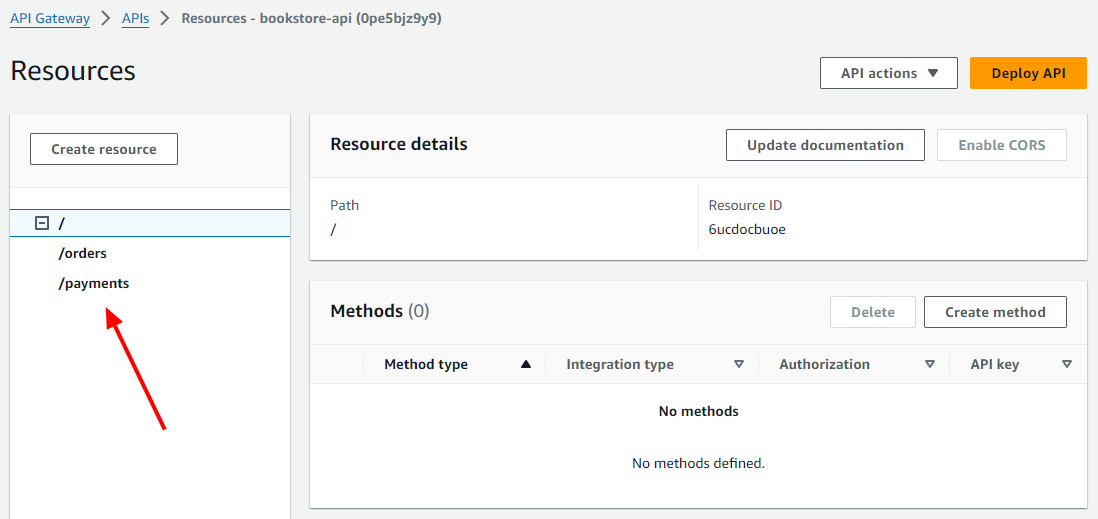 API Gateway > APIs > Resources - bookstore-api (0pe5bjz9y9)
Resources
API actions
Deploy API
Create resource
/
/orders
/payments
Resource details
Update documentation
Enable CORS
Path
/
Resource ID
6ucdocbuoe
Methods (0)
Delete
Create method
Method type
Integration type
Authorization
API key
No methods
No methods defined.